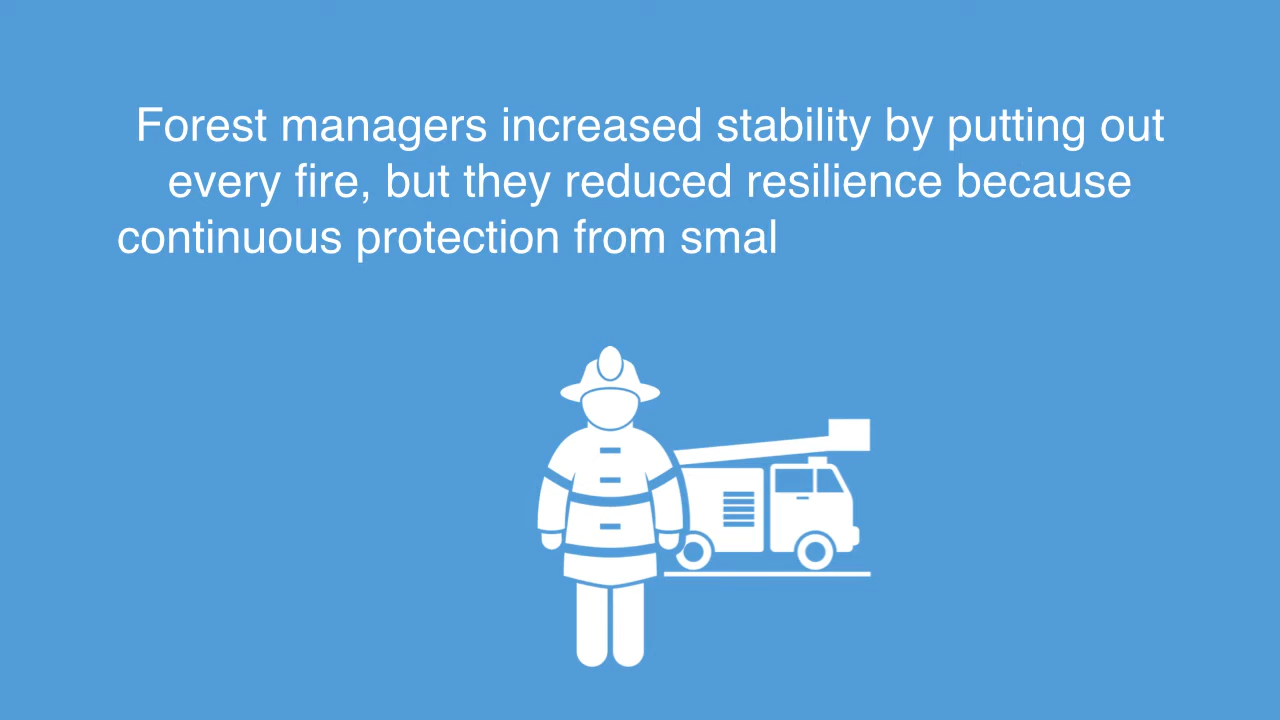 Forest managers increased stability by putting out
every fire, but they reduced resilience because
continuous protection from smal